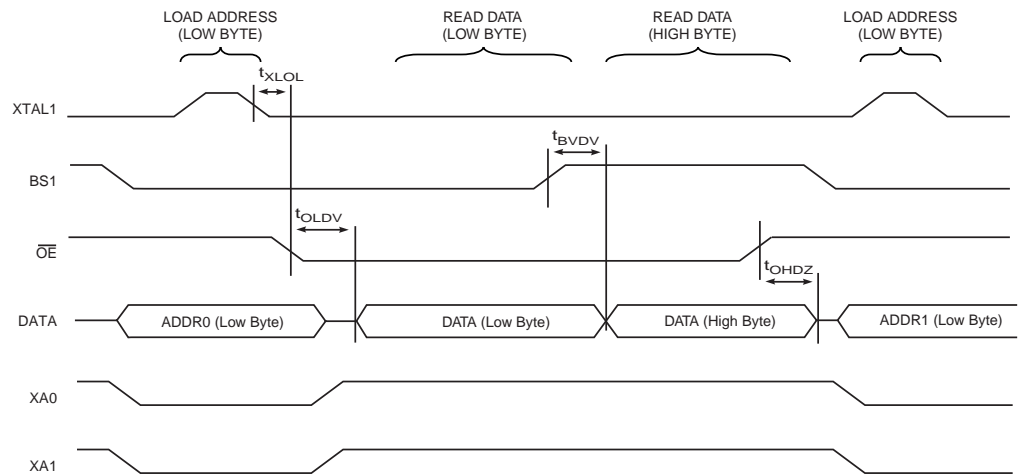 LOAD ADDRESS
(LOW BYTE)
READ DATA
(LOW BYTE)
READ DATA
(HIGH BYTE)
LOAD ADDRESS
(LOW BYTE)
tXLOL
XTAL1
tBVDV
BS1
tOLDV
OE
tOHDZ
DATA
ADDR0 (Low Byte)
DATA (Low Byte)
DATA (High Byte)
ADDR1 (Low Byte)
XA0
XA1